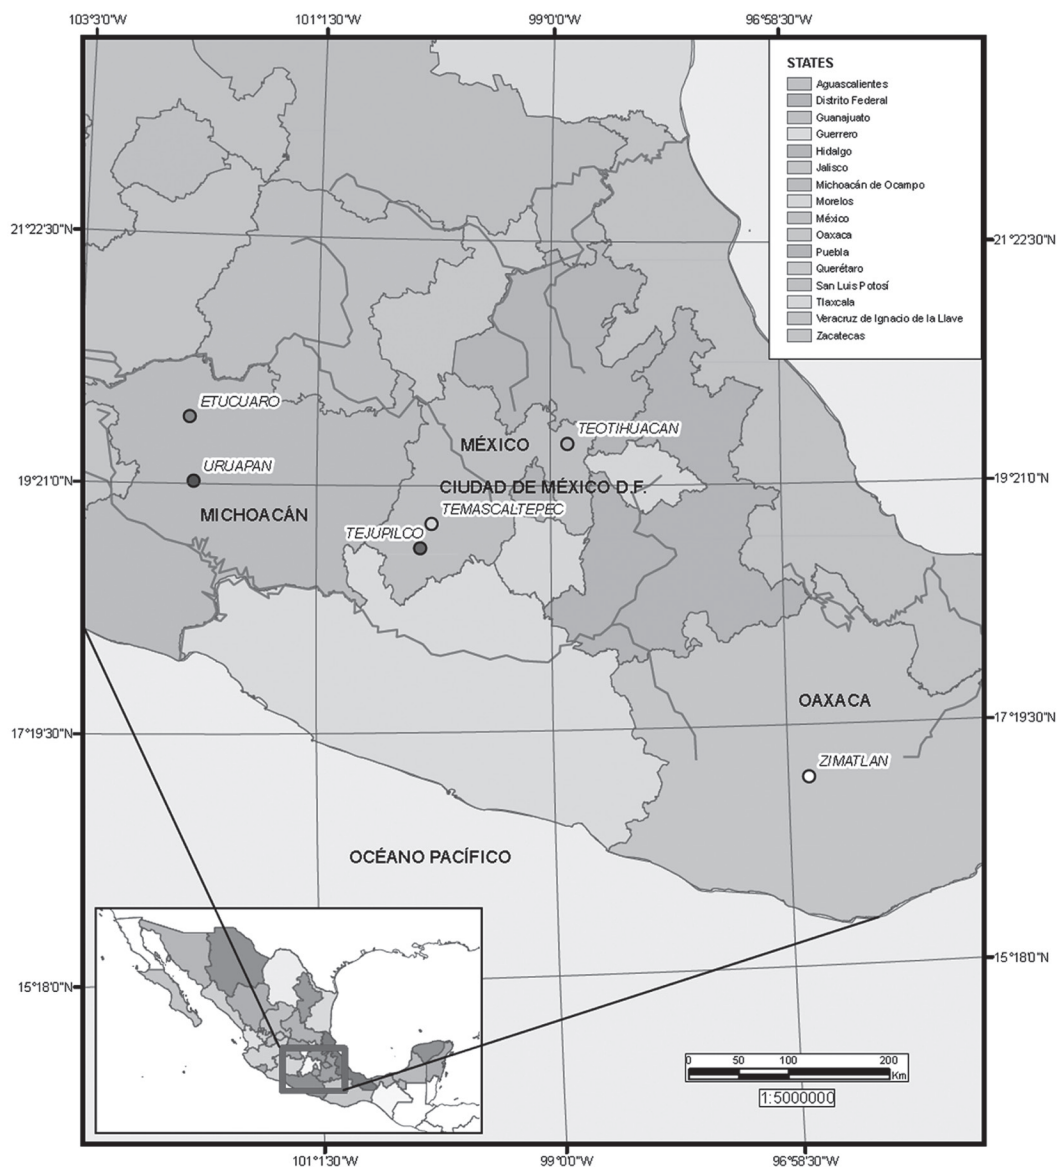 103°3'0"W 101°1'30"W 99°0'0"W 96°58'30"W
STATES
Aguascalientes
Distrito Federal
Guanajuato
Guerrero
Hidalgo
Jalisco
Michoacán de Ocampo
Morelos
México
Oaxaca
Puebla
Querétaro
San Luis Potosí
Tlaxcala
Veracruz de Ignacio de la Llave
Zacatecas
21°22'30"N 21°22'30"N
ETUCUARO
TEOTIHUACAN
MÉXICO
URUAPAN
19°21'0"N 19°21'0"N
CIUDAD DE MÉXICO D.F.
MICHOACÁN
TEMASCALTEPEC
TEJUPILCO
OAXACA
17°19'30"N 17°19'30"N
ZIMATLAN
OCÉANO PACÍFICO
15°18'0"N 15°18'0"N
0 50 100 200
Km
1:5000000
101°1'30"W 99°0'0"W 96°58'30"W